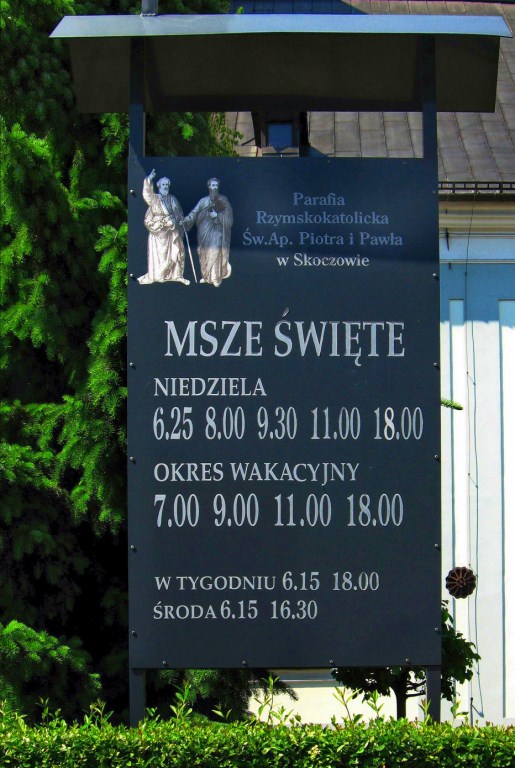 Parafia
Rzymskokatolicka
Św.Ap. Piotra i Pawła
w Skoczowie
MSZE ŚWIĘTE
NIEDZIELA
6.25 8.00 9.30 11.00 18.00
OKRES WAKACYJNY
7.00 9.00 11.00 18.00
W TYGODNIU 6.15 18.00
ŚRODA 6.15 16.30